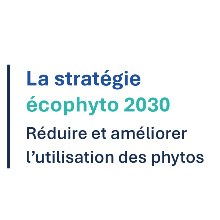 La stratégie
écophyto 2030
Réduire et améliorer
l’utilisation des phytos